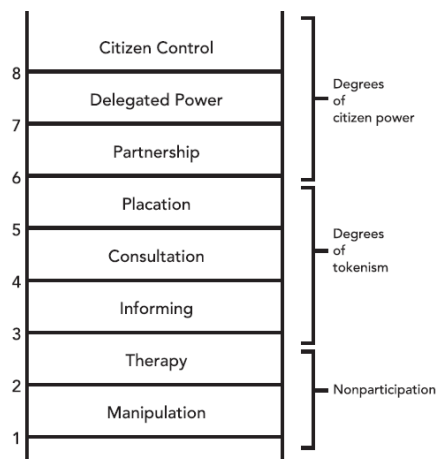 Citizen Control
8
Delegated Power
7
Partnership
6
Placation
5
Consultation
4
Informing
3
Therapy
2
Manipulation
1
Degrees
of
citizen power
Degrees
of
tokenism
Nonparticipation